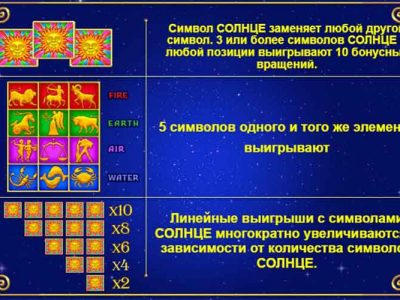 Символ СОЛНЦЕ заменяет любой другой
символ. 3 или более символов СОЛНЦЕ
любой позиции выигрывают 10 бонусных
вращений.
FIRE
EARTH
AIR
WATER
5 символов одного и того же элемен
выигрывают
x10
x8
x6
x4
x2
Линейные выигрыши с символами
СОЛНЦЕ многократно увеличиваются
зависимости от количества символо
СОЛНЦЕ.